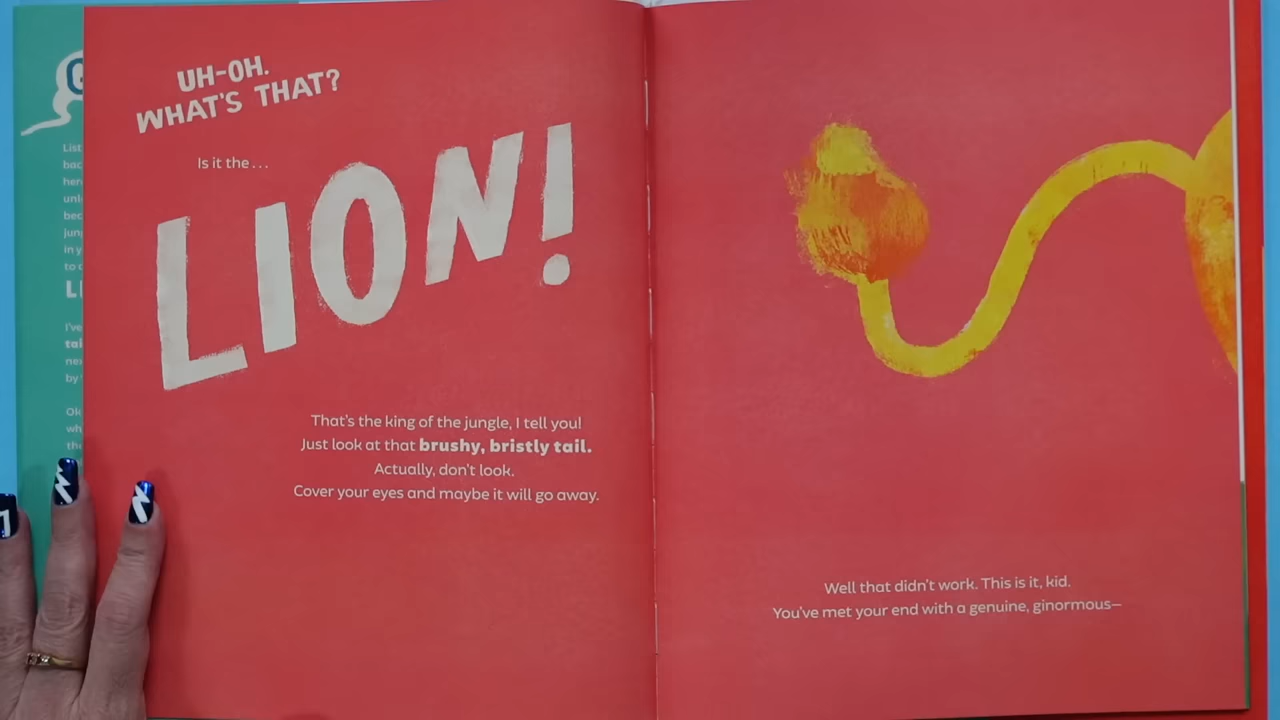 UH-OH.
WHAT'S THAT?
Is it the...
LION!
That's the king of the jungle, I tell you!
Just look at that brushy, bristly tail.
Actually, don't look.
Cover your eyes and maybe it will go away.
Well that didn't work. This is it, kid.
You've met your end with a genuine, ginormous—